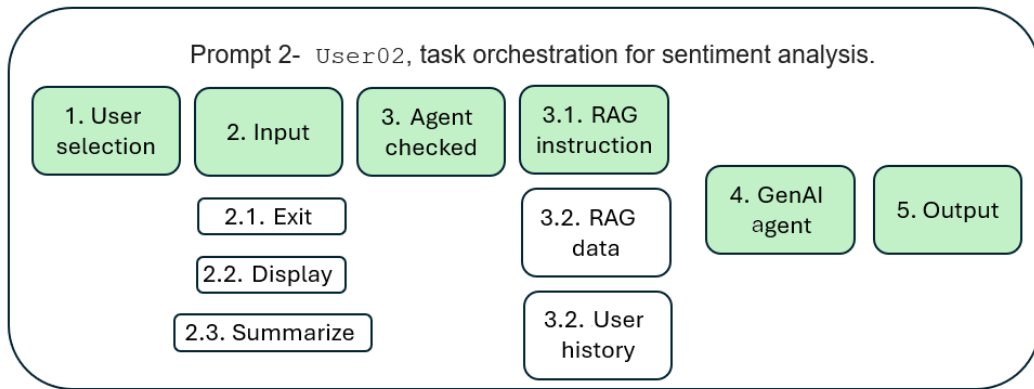 Prompt 2- User02, task orchestration for sentiment analysis.
1. User
selection
2. Input
3. Agent
checked
3.1. RAG
instruction
2.1. Exit
2.2. Display
2.3. Summarize
3.2. RAG
data
3.2. User
history
4. GenAI
agent
5. Output